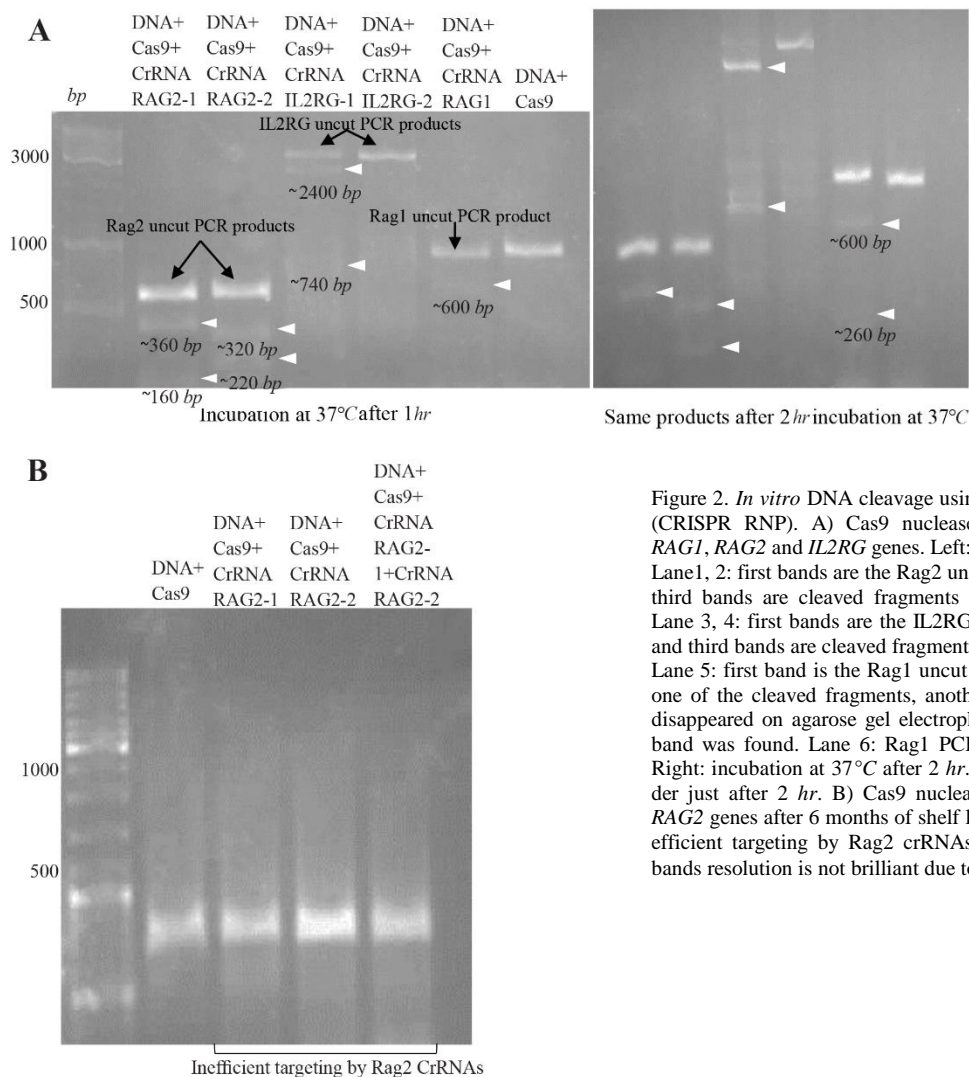 A
DNA+ DNA+ DNA+ DNA+ DNA+
Cas9+ Cas9+ Cas9+ Cas9+ Cas9+
CrRNA CrRNA CrRNA CrRNA CrRNA DNA+
bp RAG2-1 RAG2-2 IL2RG-1 IL2RG-2 RAG1 Cas9
IL2RG uncut PCR products
3000
~2400 bp
Rag2 uncut PCR products
Rag1 uncut PCR product
1000
~740 bp
~600 bp
500
~360 bp
~320 bp
~160 bp
~220 bp
Incubation at 37°C after 1hr
~600 bp
~260 bp
Same products after 2 hr incubation at 37°C
B
DNA+
Cas9+
DNA+ DNA+ CrRNA
Cas9+ Cas9+ RAG2-
DNA+ CrRNA CrRNA 1+CrRNA
Cas9 RAG2-1 RAG2-2 RAG2-2
1000
500
Inefficient targeting by Rag2 CrRNAs
Figure 2. In vitro DNA cleavage usin
(CRISPR RNP). A) Cas9 nuclease
RAG1, RAG2 and IL2RG genes. Left:
Lane1, 2: first bands are the Rag2 un
third bands are cleaved fragments
Lane 3, 4: first bands are the IL2RG
and third bands are cleaved fragment
Lane 5: first band is the Rag1 uncut
one of the cleaved fragments, anoth
disappeared on agarose gel electropl
band was found. Lane 6: Rag1 PCI
Right: incubation at 37°C after 2 hr.
der just after 2 hr. B) Cas9 nuclea
RAG2 genes after 6 months of shelf l
efficient targeting by Rag2 crRNAs
bands resolution is not brilliant due to